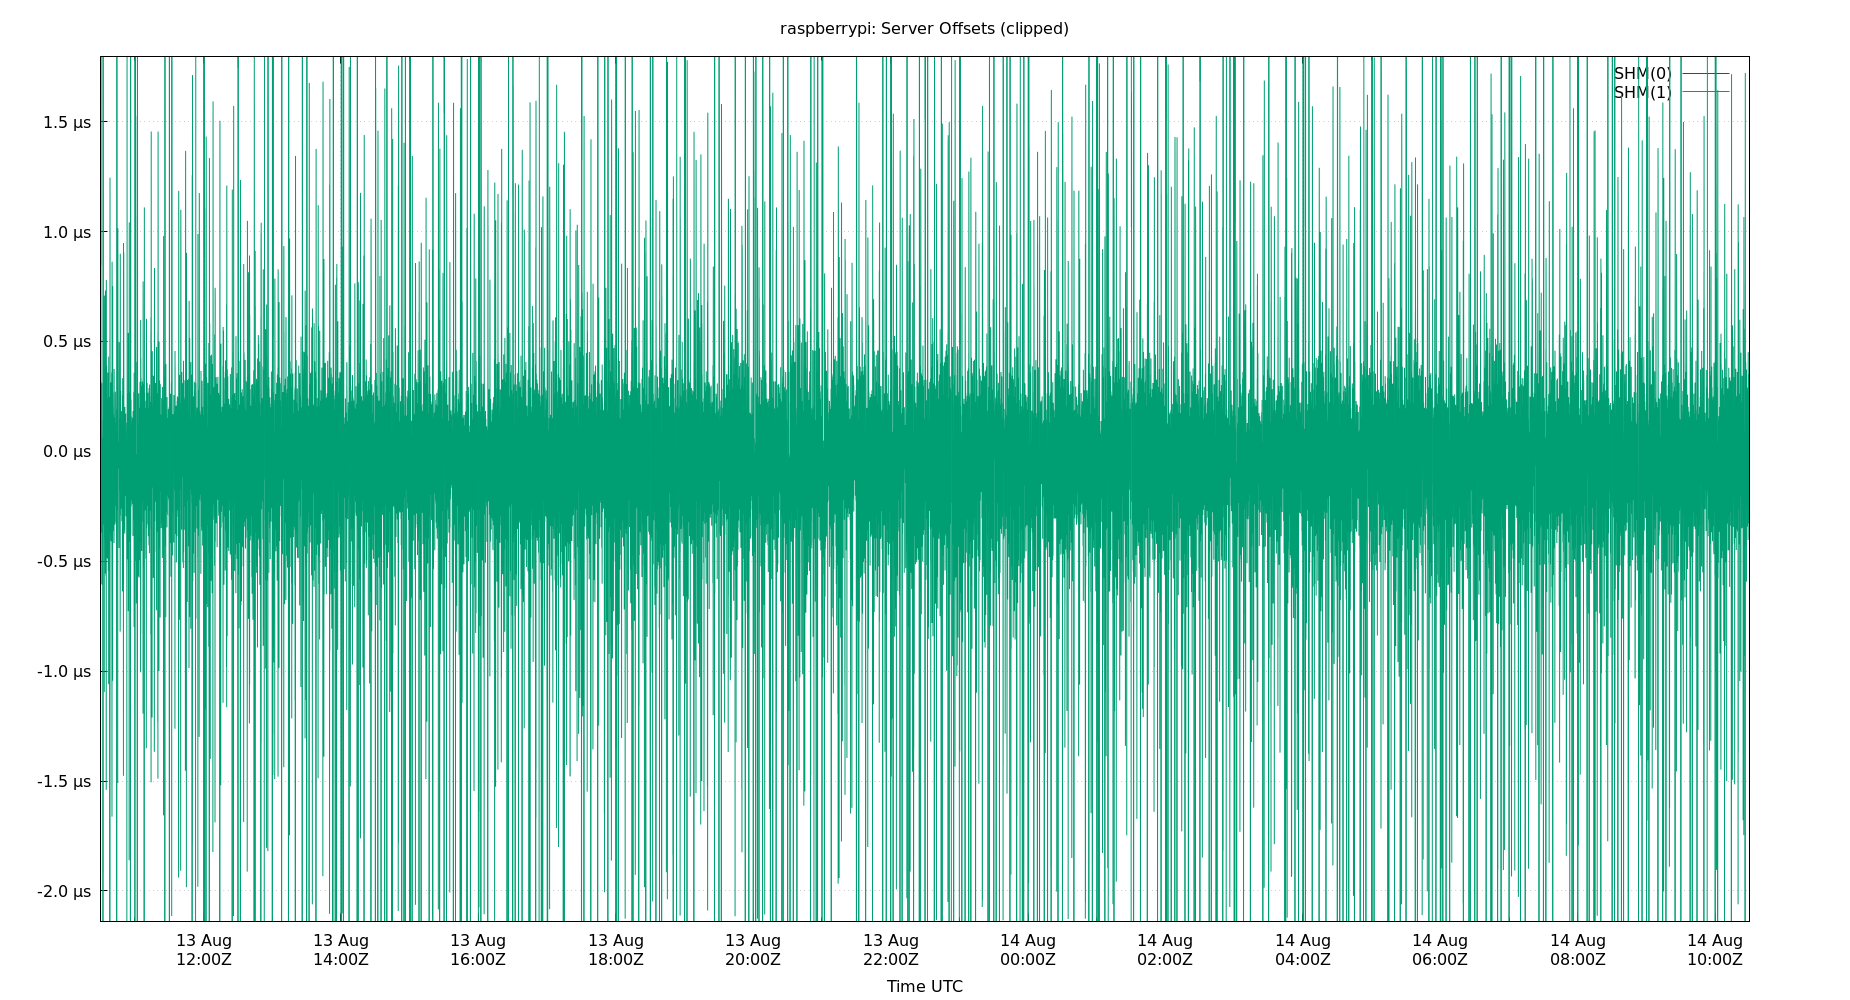 raspberrypi: Server Offsets (clipped)
SHM(0)
SHM(1)
1.5 µs
1.0 µs
0.5 µs
0.0 µs
-0.5 µs
-1.0 µs
-1.5 µs
-2.0 µs
13 Aug 13 Aug 13 Aug 13 Aug 13 Aug 13 Aug 14 Aug 14 Aug 14 Aug 14 Aug 14 Aug 14 Aug
12:00Z 14:00Z 16:00Z 18:00Z 20:00Z 22:00Z 00:00Z 02:00Z 04:00Z 06:00Z 08:00Z 10:00Z
Time UTC